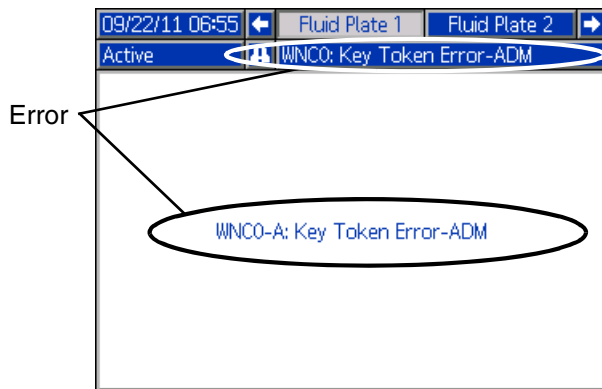 09/22/11 06:55 Fluid Plate 1 Fluid Plate 2
Active WNC0: Key Token Error-ADM
Error
WNC0-A: Key Token Error-ADM